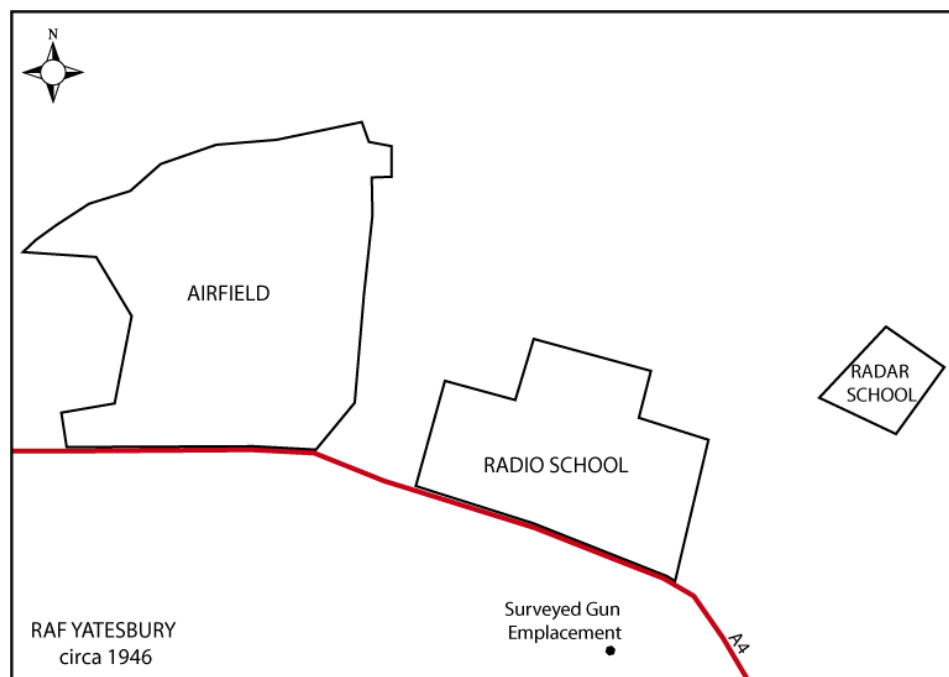 N
AIRFIELD
RADAR
SCHOOL
RADIO SCHOOL
Surveyed Gun
Emplacement
A4
RAF YATESBURY
circa 1946